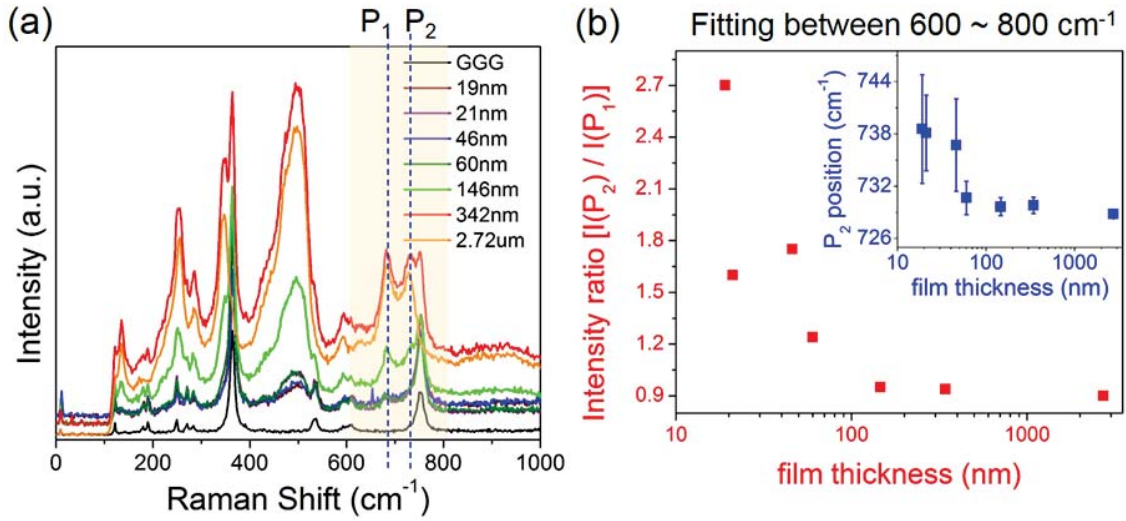 (a)
P1 P2
GGG
19nm
21nm
46nm
60nm
146nm
342nm
2.72um
Intensity (a.u.)
0 200 400 600 800 1000
Raman Shift (cm-1)
(b)
Fitting between 600 ~ 800 cm-1
Intensity ratio [I(P2) / I(P1)]
2.7
2.4
2.1
1.8
1.5
1.2
0.9
10 100 1000
film thickness (nm)
P2 position (cm-1)
744
738
732
726
10 100 1000
film thickness (nm)